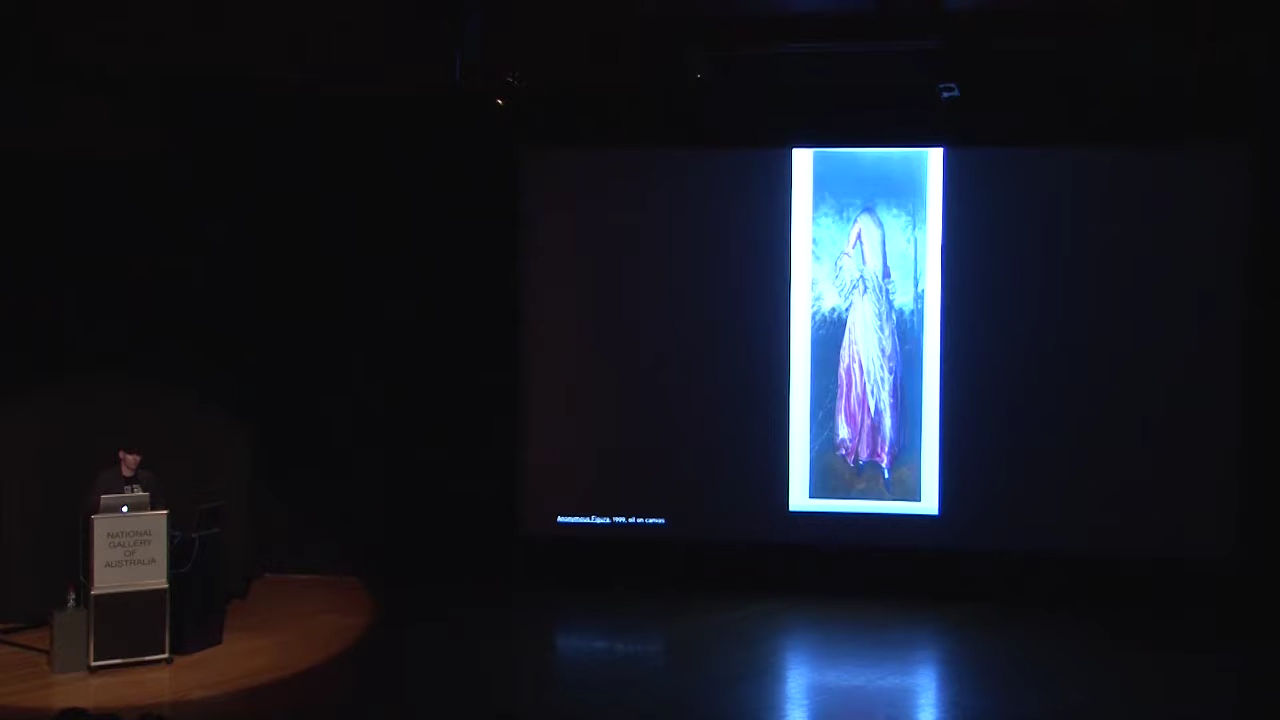 NATIONAL
GALLERY
OF
AUSTRALIA
Anonymous Figure, 1999, oil on canvas